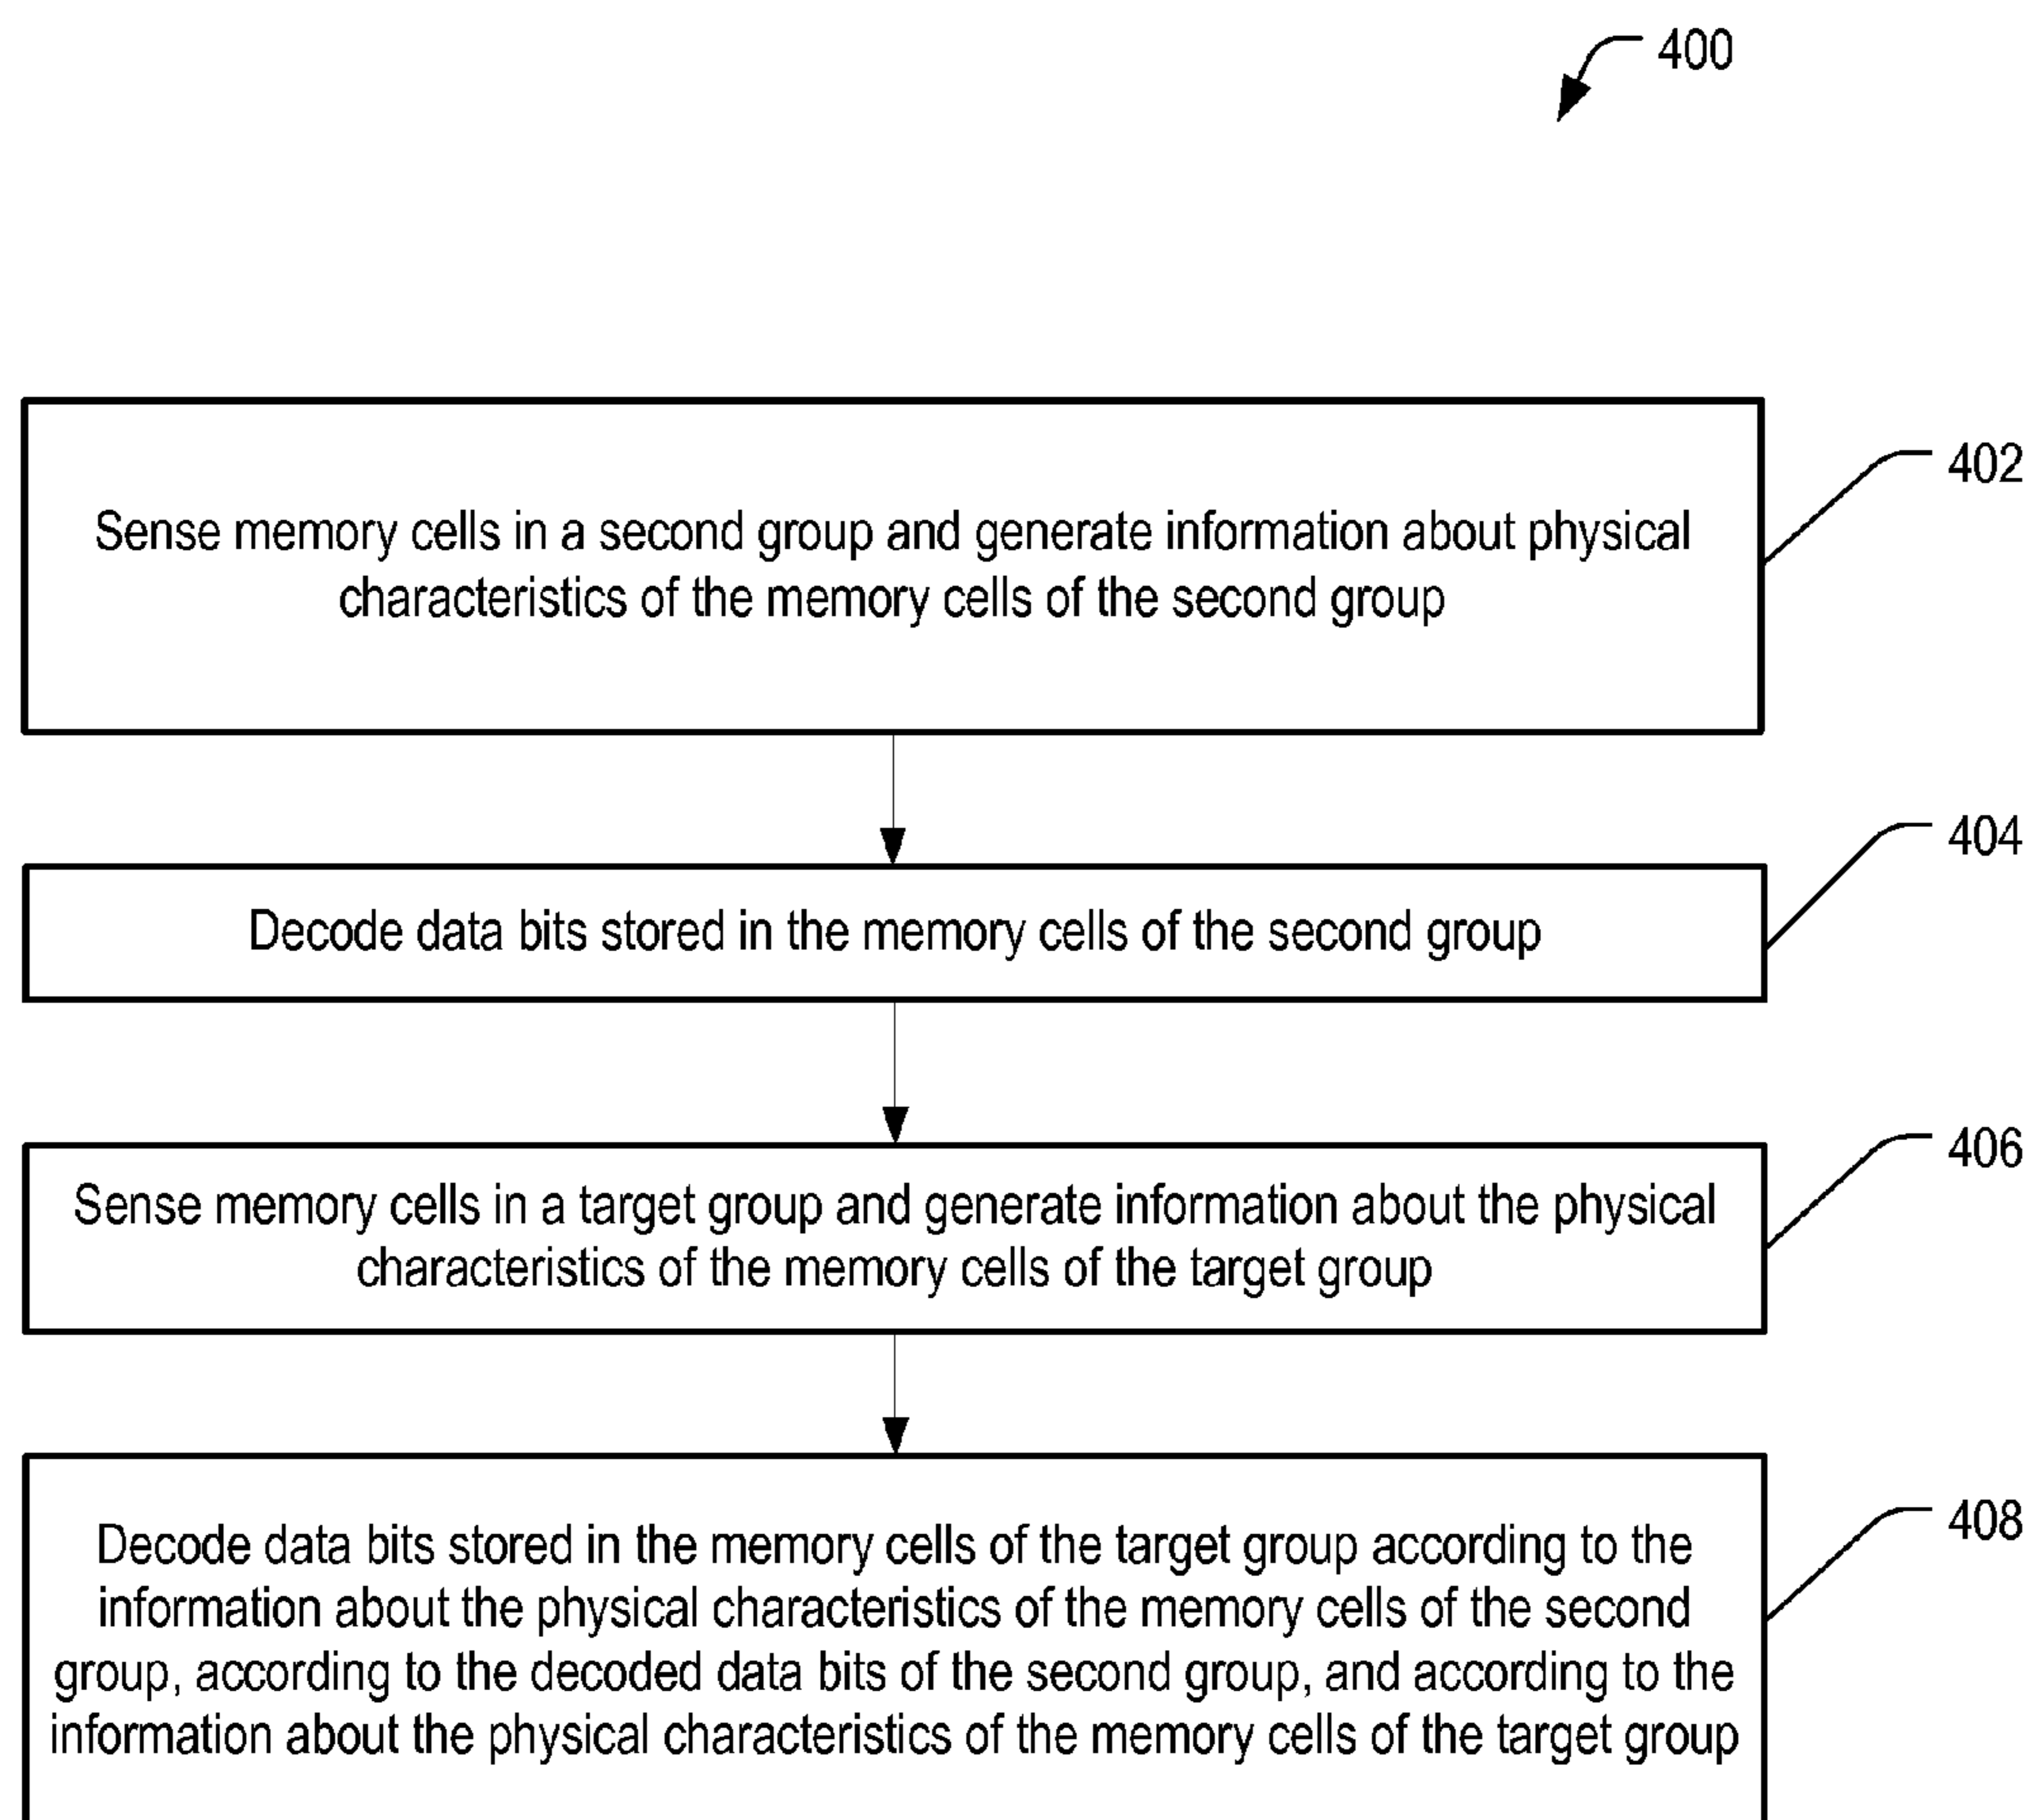 400
Sense memory cells in a second group and generate information about physical
characteristics of the memory cells of the second group
402
Decode data bits stored in the memory cells of the second group
404
Sense memory cells in a target group and generate information about the physical
characteristics of the memory cells of the target group
406
Decode data bits stored in the memory cells of the target group according to the
information about the physical characteristics of the memory cells of the second
group, according to the decoded data bits of the second group, and according to the
information about the physical characteristics of the memory cells of the target group
408